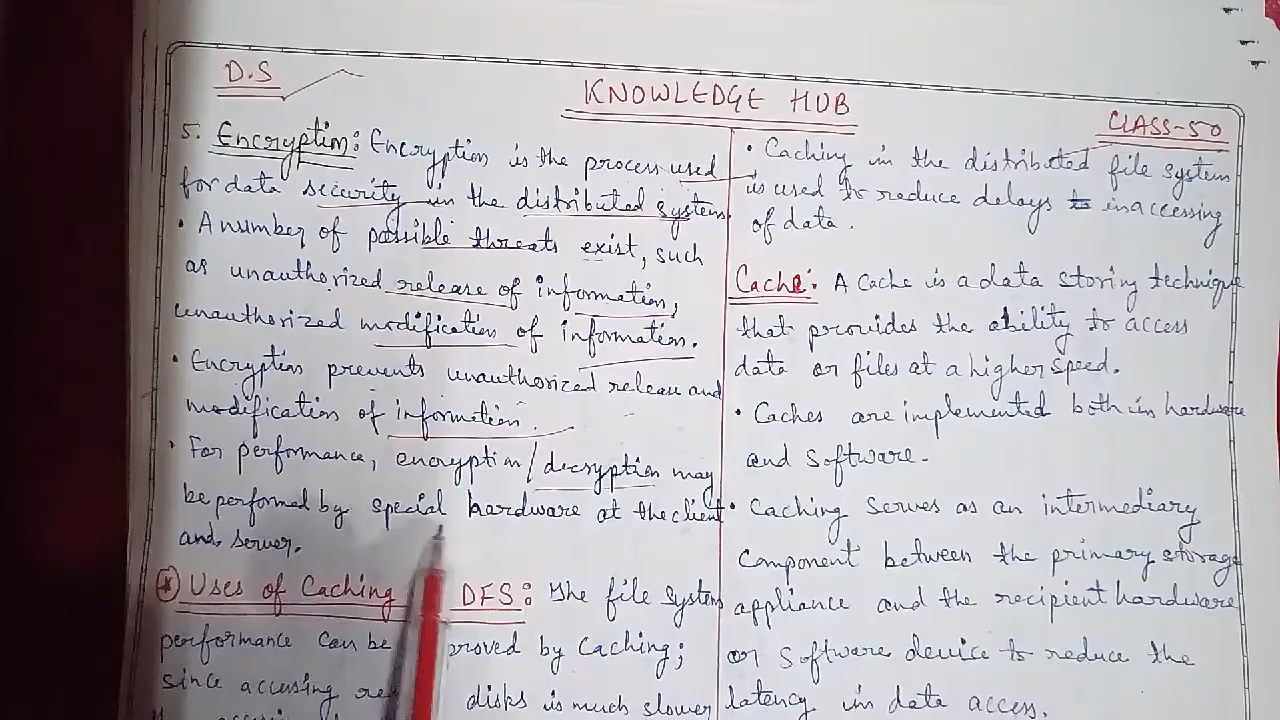 D.S
KNOWLEDGE HUB
CLASS-50
5. Encryption: Encryption is the process used
for data security in the distributed system
• A number of possible threats exist, such
as unauthorized release of information,
unauthorized modification of information.
• Encryption prevents unauthorized release and
modification of information.
• For performance, encryption/decryption may
be performed by special hardware at the client
and server.
* Uses of Caching DFS: The file system
performance can be proved by Caching;
since accessing disks is much slower
• Caching in the distributed file system
is used to reduce delays in accessing
of data.
Cache: A Cache is a data storing technique
that provides the ability to access
data or files at a higher speed.
• Caches are implemented both in hardware
and software.
• Caching serves as an intermediary
component between the primary storage
appliance and the recipient hardware
or software device to reduce the
latency in data access.